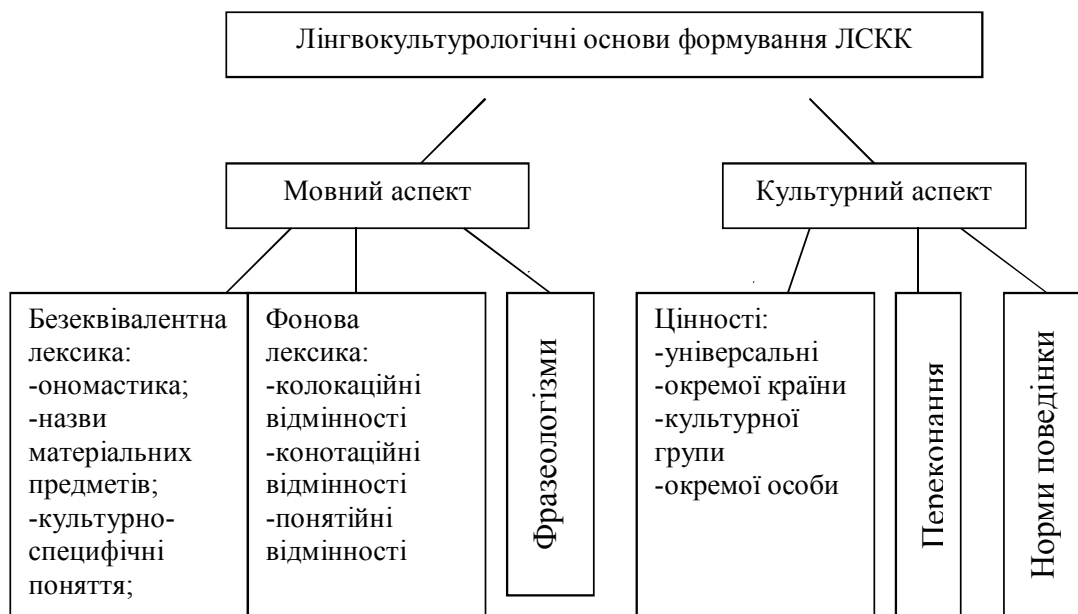 Лінгвокультурологічні основи формування ЛСКК
Мовний аспект
Культурний аспект
Безеквівалентна
лексика:
-ономастика;
-назви
матеріальних
предметів;
-культурно-
специфічні
поняття;
Фонова
лексика:
-колокаційні
відмінності
-конотаційні
відмінності
-понятійні
відмінності
Фразеологізми
Цінності:
-універсальні
-окремої країни
-культурної
групи
-окремої особи
Переконання
Норми поведінки